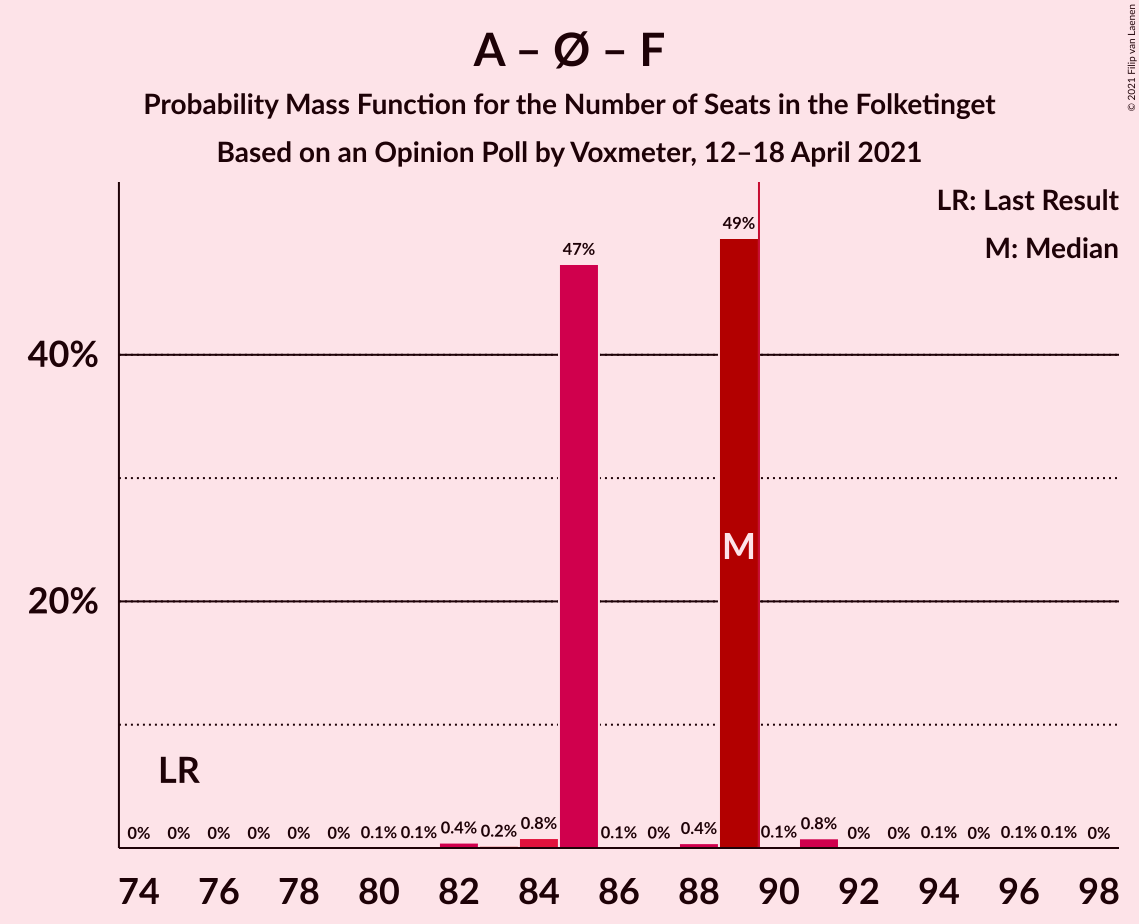 A – Ø – F
Probability Mass Function for the Number of Seats in the Folketinget
Based on an Opinion Poll by Voxmeter, 12–18 April 2021
© 2021 Filip van Laenen
LR: Last Result
M: Median
49%
47%
40%
M
20%
LR
0% 0% 0% 0% 0% 0% 0.1% 0.1% 0.4% 0.2% 0.8% 0.1% 0% 0.4% 0.1% 0.8% 0% 0% 0.1% 0% 0.1% 0.1% 0%
74 76 78 80 82 84 86 88 90 92 94 96 98